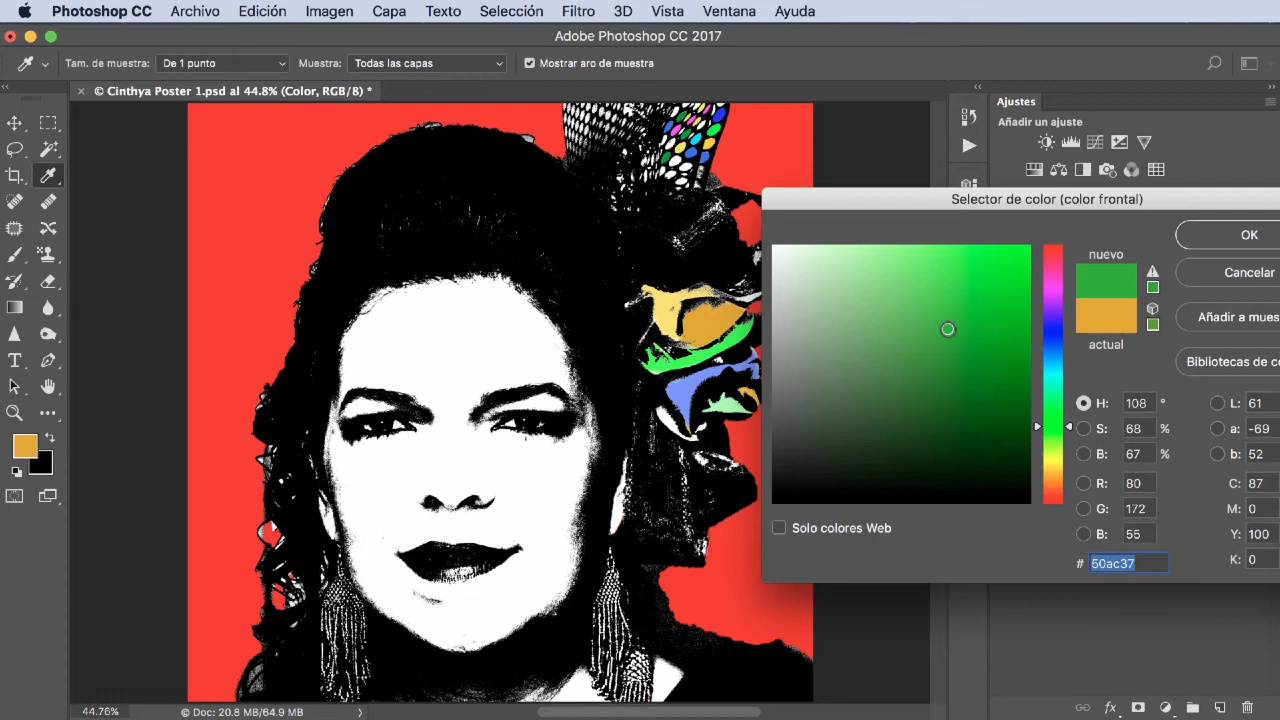 Photoshop CC Archivo Edición Imagen Capa Texto Selección Filtro 3D Vista Ventana Ayuda
Adobe Photoshop CC 2017
Tam. de muestra: De 1 punto Muestra: Todas las capas Mostrar aro de muestra
© Cinthya Poster 1.psd al 44.8% (Color, RGB/8) *
Ajustes
Añadir un ajuste
Selector de color (color frontal)
nuevo
actual
OK
Cancelar
Añadir a mues
Bibliotecas de co
H: 108 ° L: 61
S: 68 % a: -69
B: 67 % b: 52
R: 80 C: 87
G: 172 M: 0
B: 55 Y: 100
# 50ac37 K: 0
Solo colores Web
44.76% Doc: 20.8 MB/64.9 MB